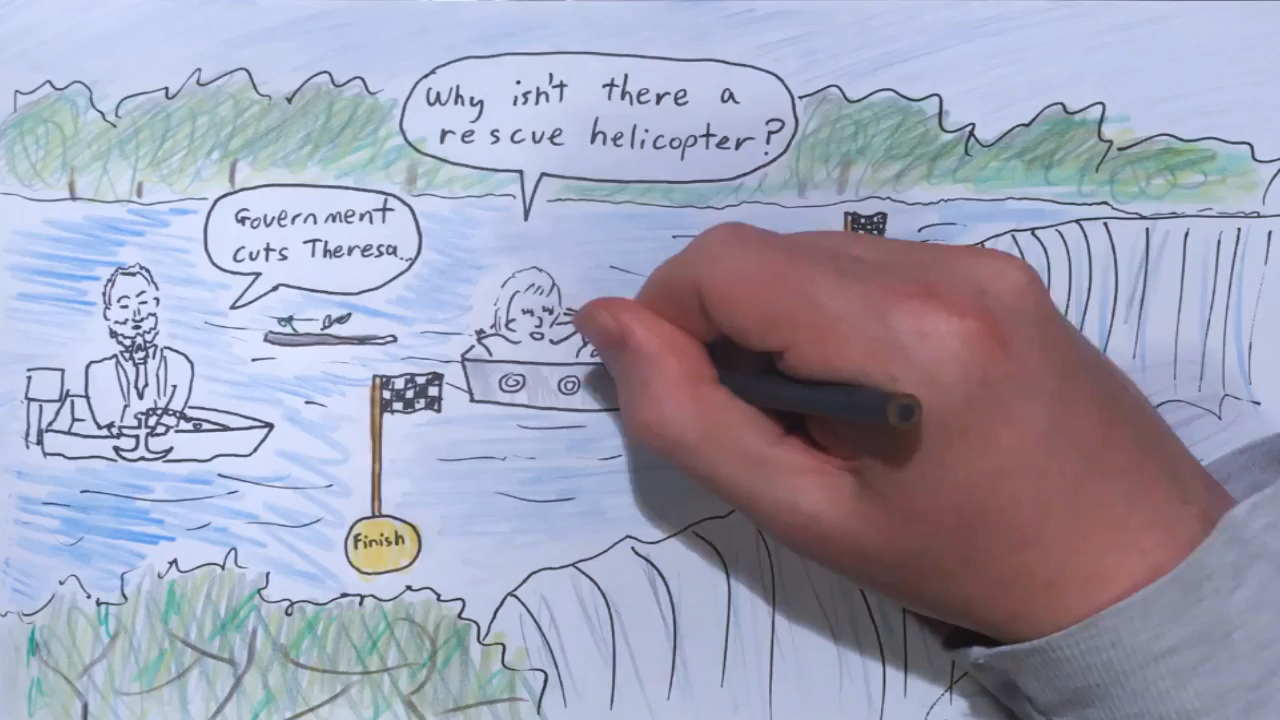 Why isn't there a
rescue helicopter?
Government
cuts Theresa...
Finish